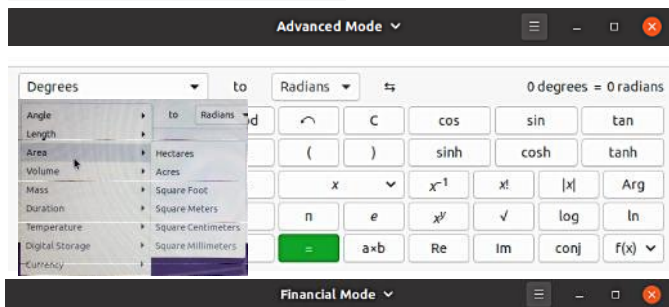 Advanced Mode
Degrees to Radians 0 degrees = 0 radians
Angle to Radians
Length
Area Hectares
Volume Acres
Mass Square Foot
Duration Square Meters
Temperature Square Centimeters
Digital Storage Square Millimeters
Currency
C cos sin tan
( ) sinh cosh tanh
x x⁻¹ x! |x| Arg
π e xʸ √ log ln
= a×b Re Im conj f(x)
Financial Mode